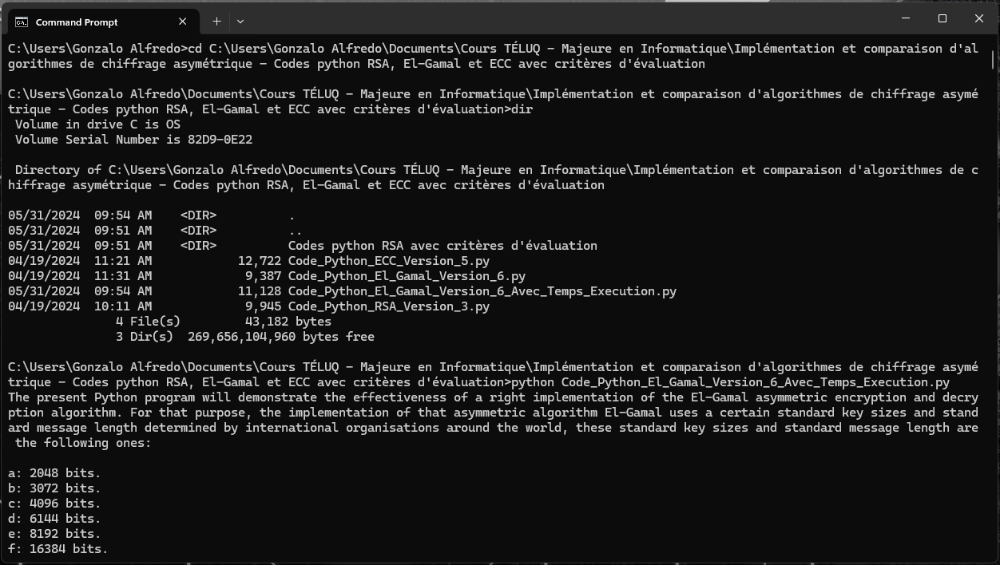 Command Prompt
C:\Users\Gonzalo Alfredo>cd C:\Users\Gonzalo Alfredo\Documents\Cours TÉLUQ - Majeure en Informatique\Implémentation et comparaison d'al
gorithmes de chiffrage asymétrique - Codes python RSA, El-Gamal et ECC avec critères d'évaluation
C:\Users\Gonzalo Alfredo\Documents\Cours TÉLUQ - Majeure en Informatique\Implémentation et comparaison d'algorithmes de chiffrage asymé
trique - Codes python RSA, El-Gamal et ECC avec critères d'évaluation>dir
 Volume in drive C is OS
 Volume Serial Number is 82D9-0E22
 Directory of C:\Users\Gonzalo Alfredo\Documents\Cours TÉLUQ - Majeure en Informatique\Implémentation et comparaison d'algorithmes de c
hiffrage asymétrique - Codes python RSA, El-Gamal et ECC avec critères d'évaluation
05/31/2024  09:54 AM    <DIR>          .
05/31/2024  09:51 AM    <DIR>          ..
05/31/2024  09:51 AM    <DIR>          Codes python RSA avec critères d'évaluation
04/19/2024  11:21 AM            12,722 Code_Python_ECC_Version_5.py
04/19/2024  11:31 AM             9,387 Code_Python_El_Gamal_Version_6.py
05/31/2024  09:54 AM            11,128 Code_Python_El_Gamal_Version_6_Avec_Temps_Execution.py
04/19/2024  10:11 AM             9,945 Code_Python_RSA_Version_3.py
               4 File(s)         43,182 bytes
               3 Dir(s)  269,656,104,960 bytes free
C:\Users\Gonzalo Alfredo\Documents\Cours TÉLUQ - Majeure en Informatique\Implémentation et comparaison d'algorithmes de chiffrage asymé
trique - Codes python RSA, El-Gamal et ECC avec critères d'évaluation>python Code_Python_El_Gamal_Version_6_Avec_Temps_Execution.py
The present Python program will demonstrate the effectiveness of a right implementation of the El-Gamal asymmetric encryption and decry
ption algorithm. For that purpose, the implementation of that asymmetric algorithm El-Gamal uses a certain standard key sizes and stand
ard message length determined by international organisations around the world, these standard key sizes and standard message length are
 the following ones:
a: 2048 bits.
b: 3072 bits.
c: 4096 bits.
d: 6144 bits.
e: 8192 bits.
f: 16384 bits.